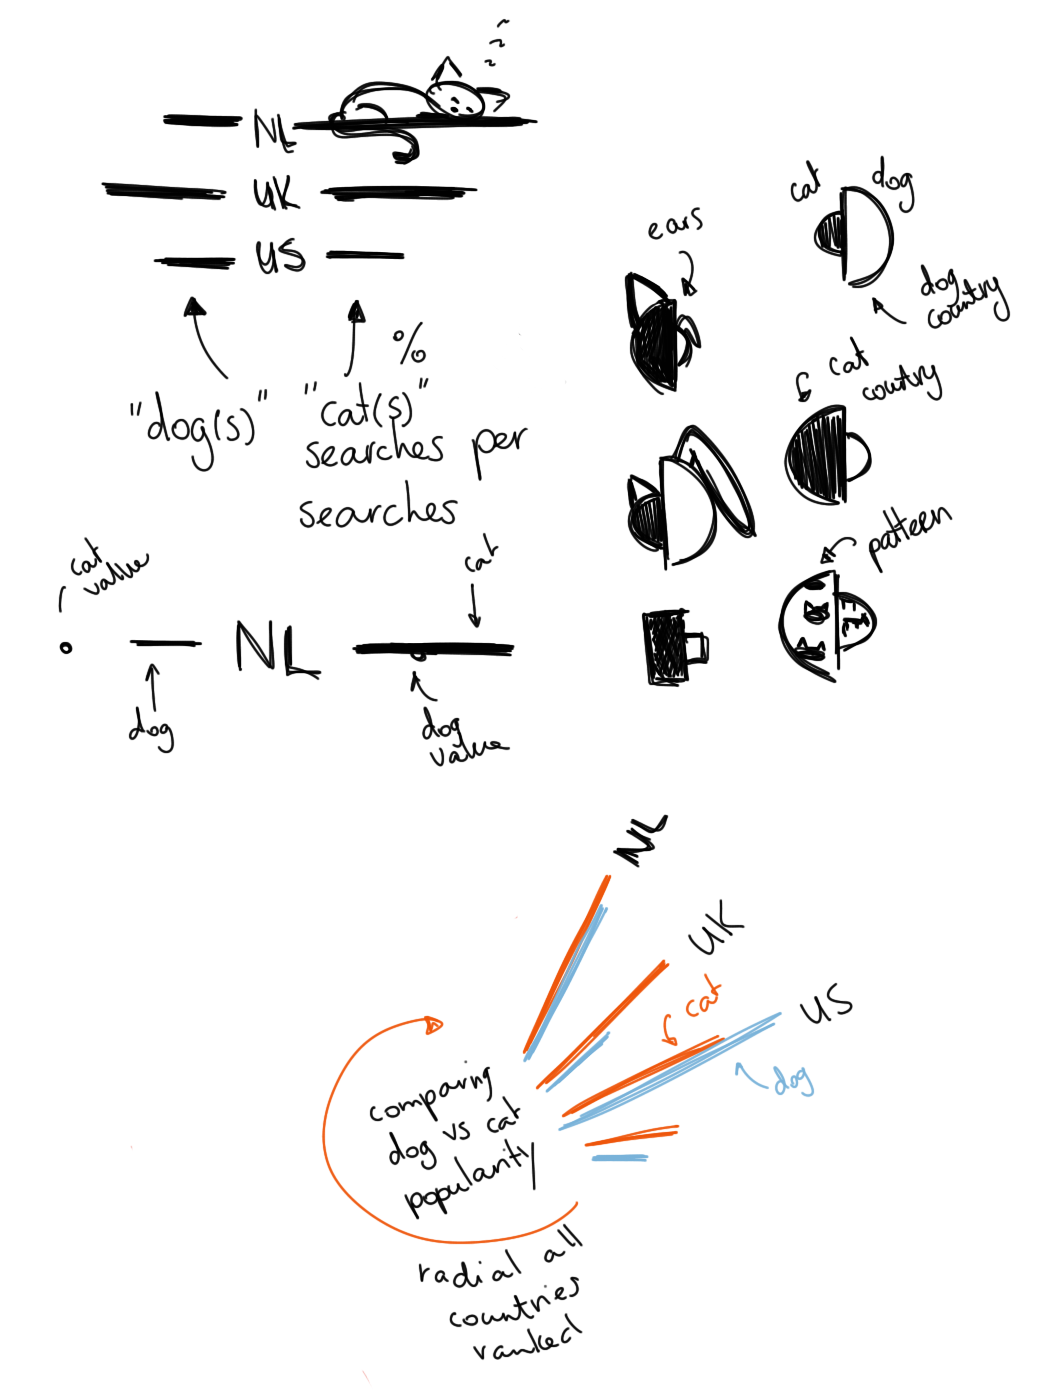 NL
UK
US
%
"dog(s)"
"cat(s)"
searches per
searches
cat
value
dog
NL
cat
dog
value
ears
cat
dog
dog
country
cat
country
pattern
NL
UK
US
cat
dog
comparing
dog vs cat
popularity
radial all
countries
ranked